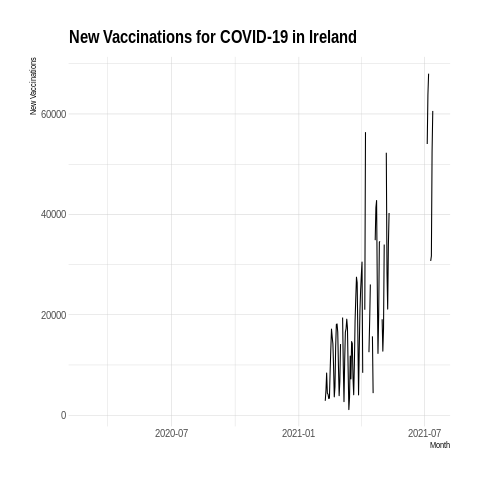 New Vaccinations for COVID-19 in Ireland
New Vaccinations
60000
40000
20000
0
2020-07
2021-01
2021-07
Month